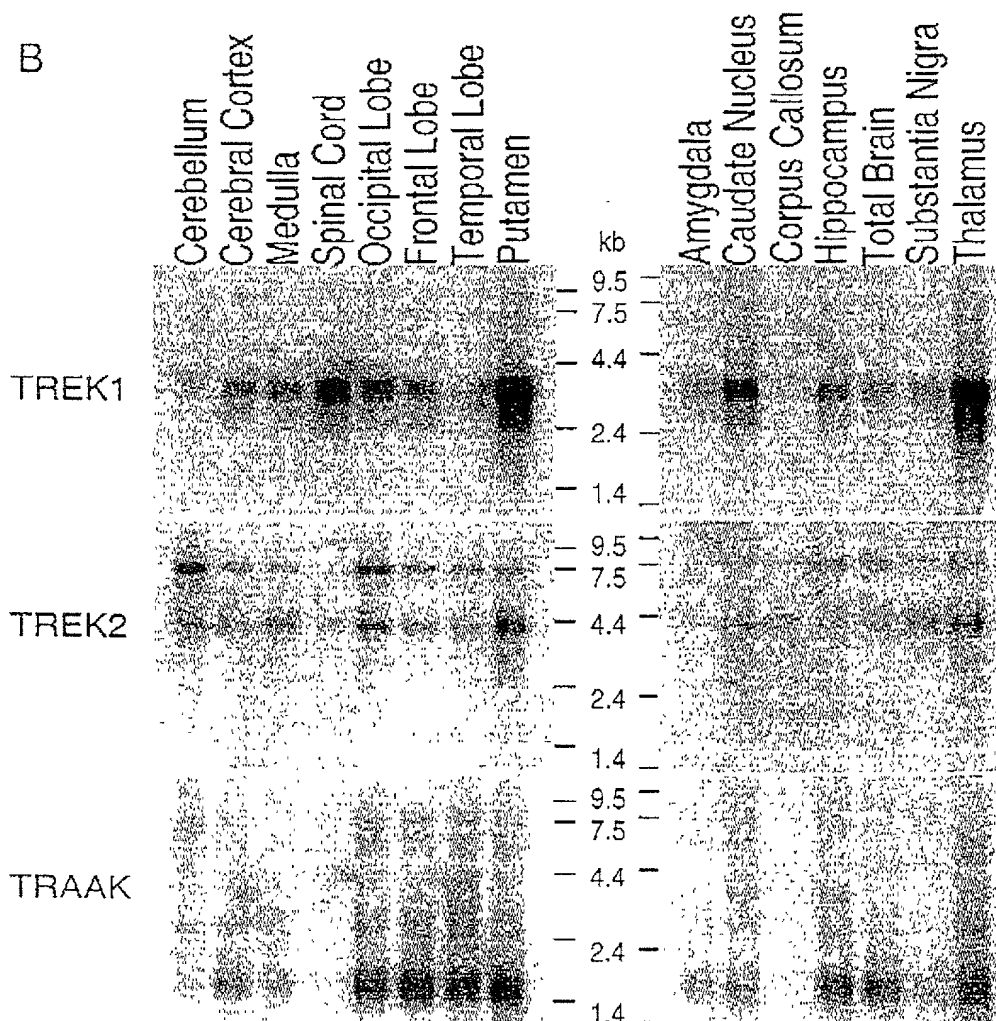 B
Cerebellum
Cerebral Cortex
Medulla
Spinal Cord
Occipital Lobe
Frontal Lobe
Temporal Lobe
Putamen
kb
Amygdala
Caudate Nucleus
Corpus Callosum
Hippocampus
Total Brain
Substantia Nigra
Thalamus
TREK1
9.5
7.5
4.4
2.4
1.4
TREK2
9.5
7.5
4.4
2.4
1.4
TRAAK
9.5
7.5
4.4
2.4
1.4